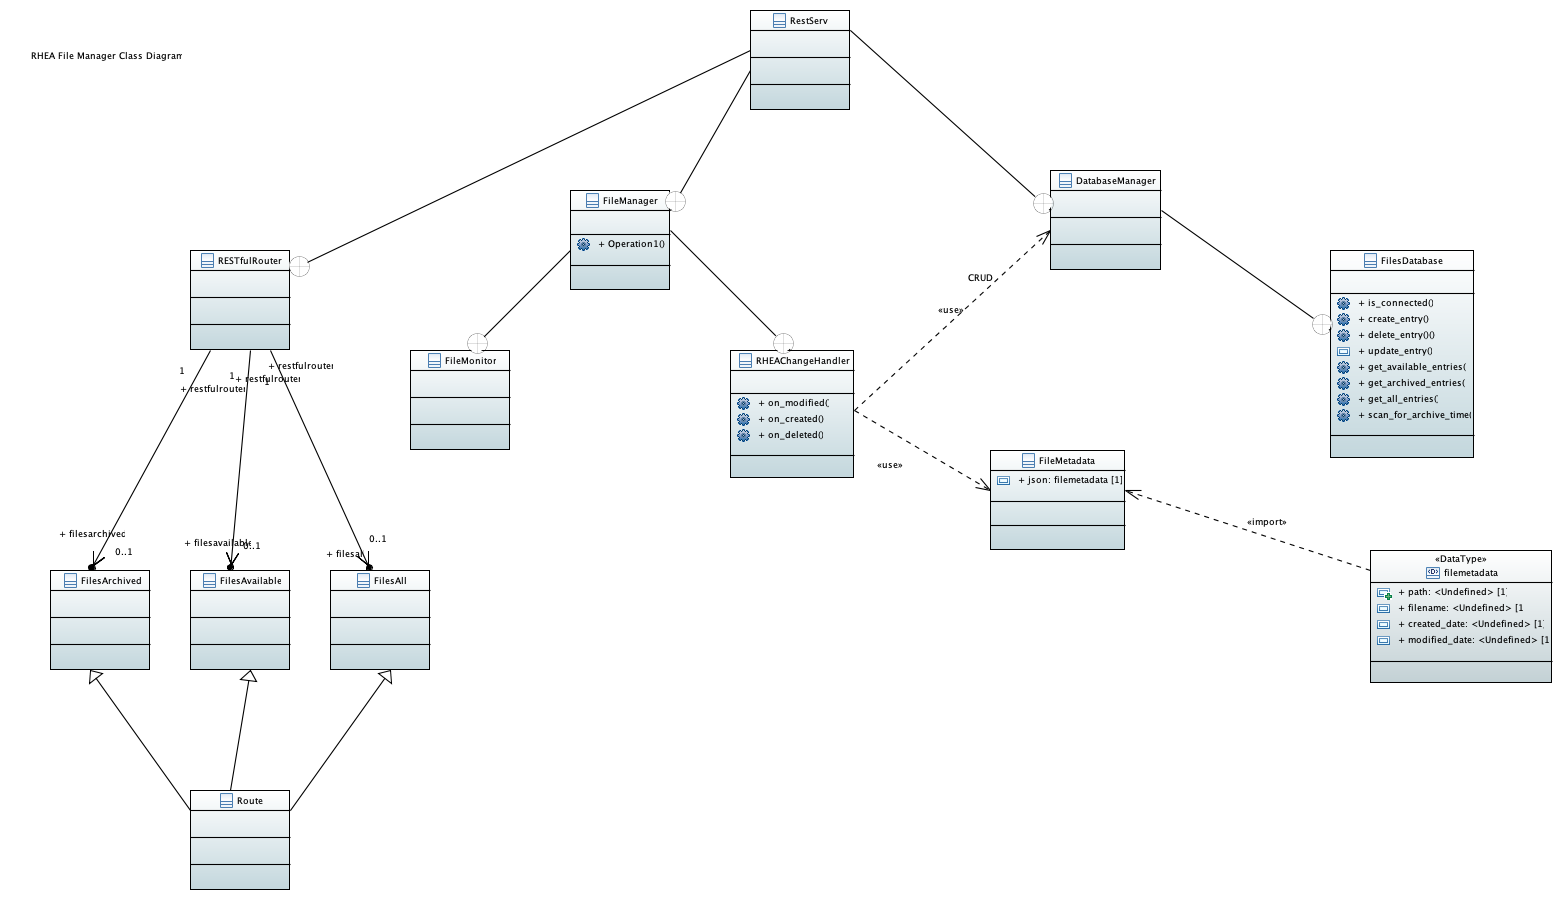 RestServ
RHEA File Manager Class Diagram
DatabaseManager
FileManager
+ Operation1()
RESTfulRouter
FilesDatabase
+ is_connected()
+ create_entry()
+ delete_entry()()
+ update_entry()
+ get_available_entries(
+ get_archived_entries(
+ get_all_entries(
+ scan_for_archive_time(
CRUD
«use»
FileMonitor
RHEAChangeHandler
+ on_modified(
+ on_created()
+ on_deleted()
1
+ restfulrouter
1
+ restfulrouter
1
+ restfulrouter
«use»
FileMetadata
+ json: filemetadata [1]
«import»
+ filesarchived
0..1
+ filesavailable
0..1
+ filesal
0..1
«DataType»
filemetadata
+ path: <Undefined> [1]
+ filename: <Undefined> [1
+ created_date: <Undefined> [1]
+ modified_date: <Undefined> [1
FilesArchived
FilesAvailable
FilesAll
Route